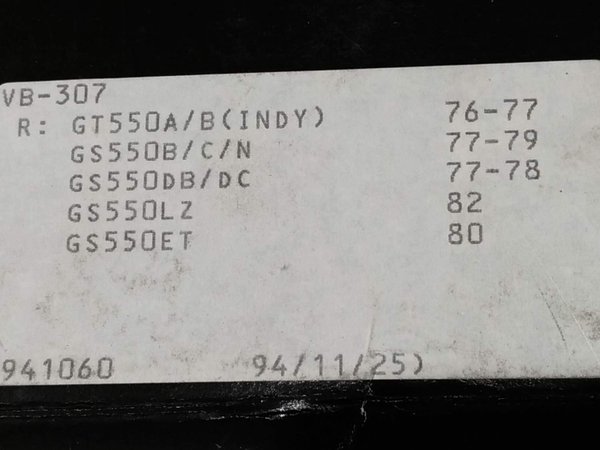 VB-307
R: GT550A/B(INDY) 76-77
GS550B/C/N 77-79
GS550DB/DC 77-78
GS550LZ 82
GS550ET 80
941060 94/11/25)